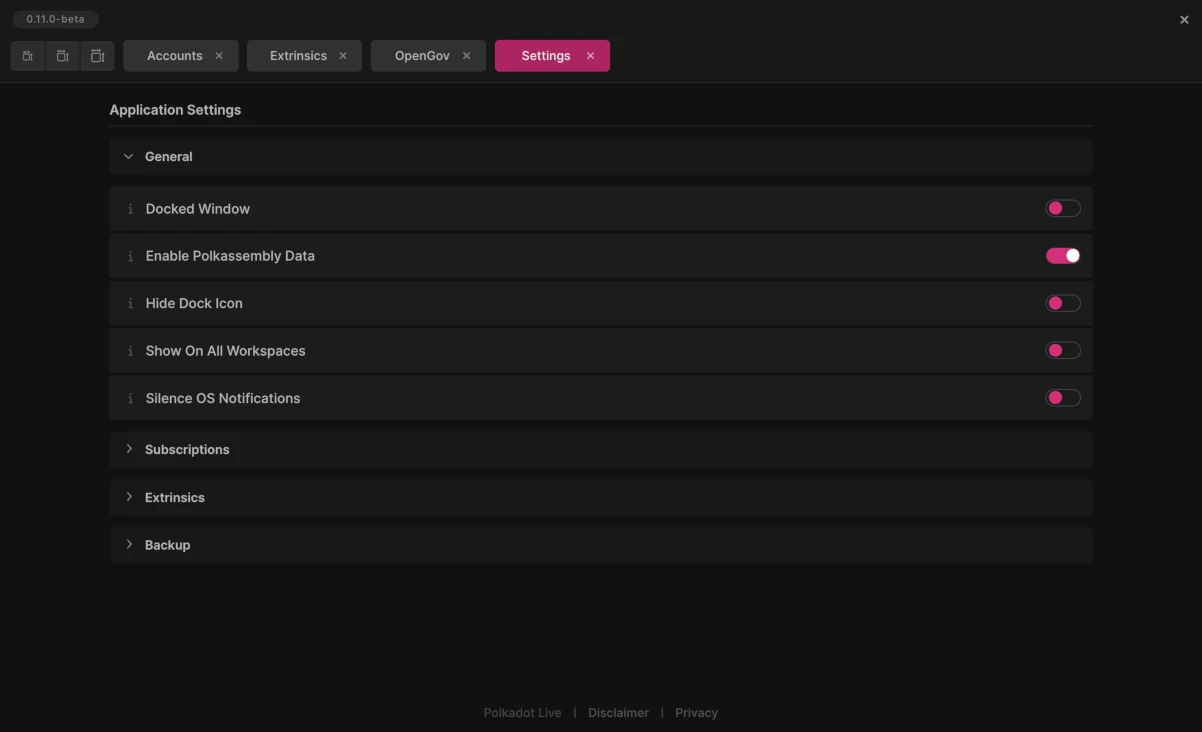 0.11.0-beta
Accounts Extrinsics OpenGov Settings
Application Settings
General
Docked Window
Enable Polkassembly Data
Hide Dock Icon
Show On All Workspaces
Silence OS Notifications
Subscriptions
Extrinsics
Backup
Polkadot Live | Disclaimer | Privacy